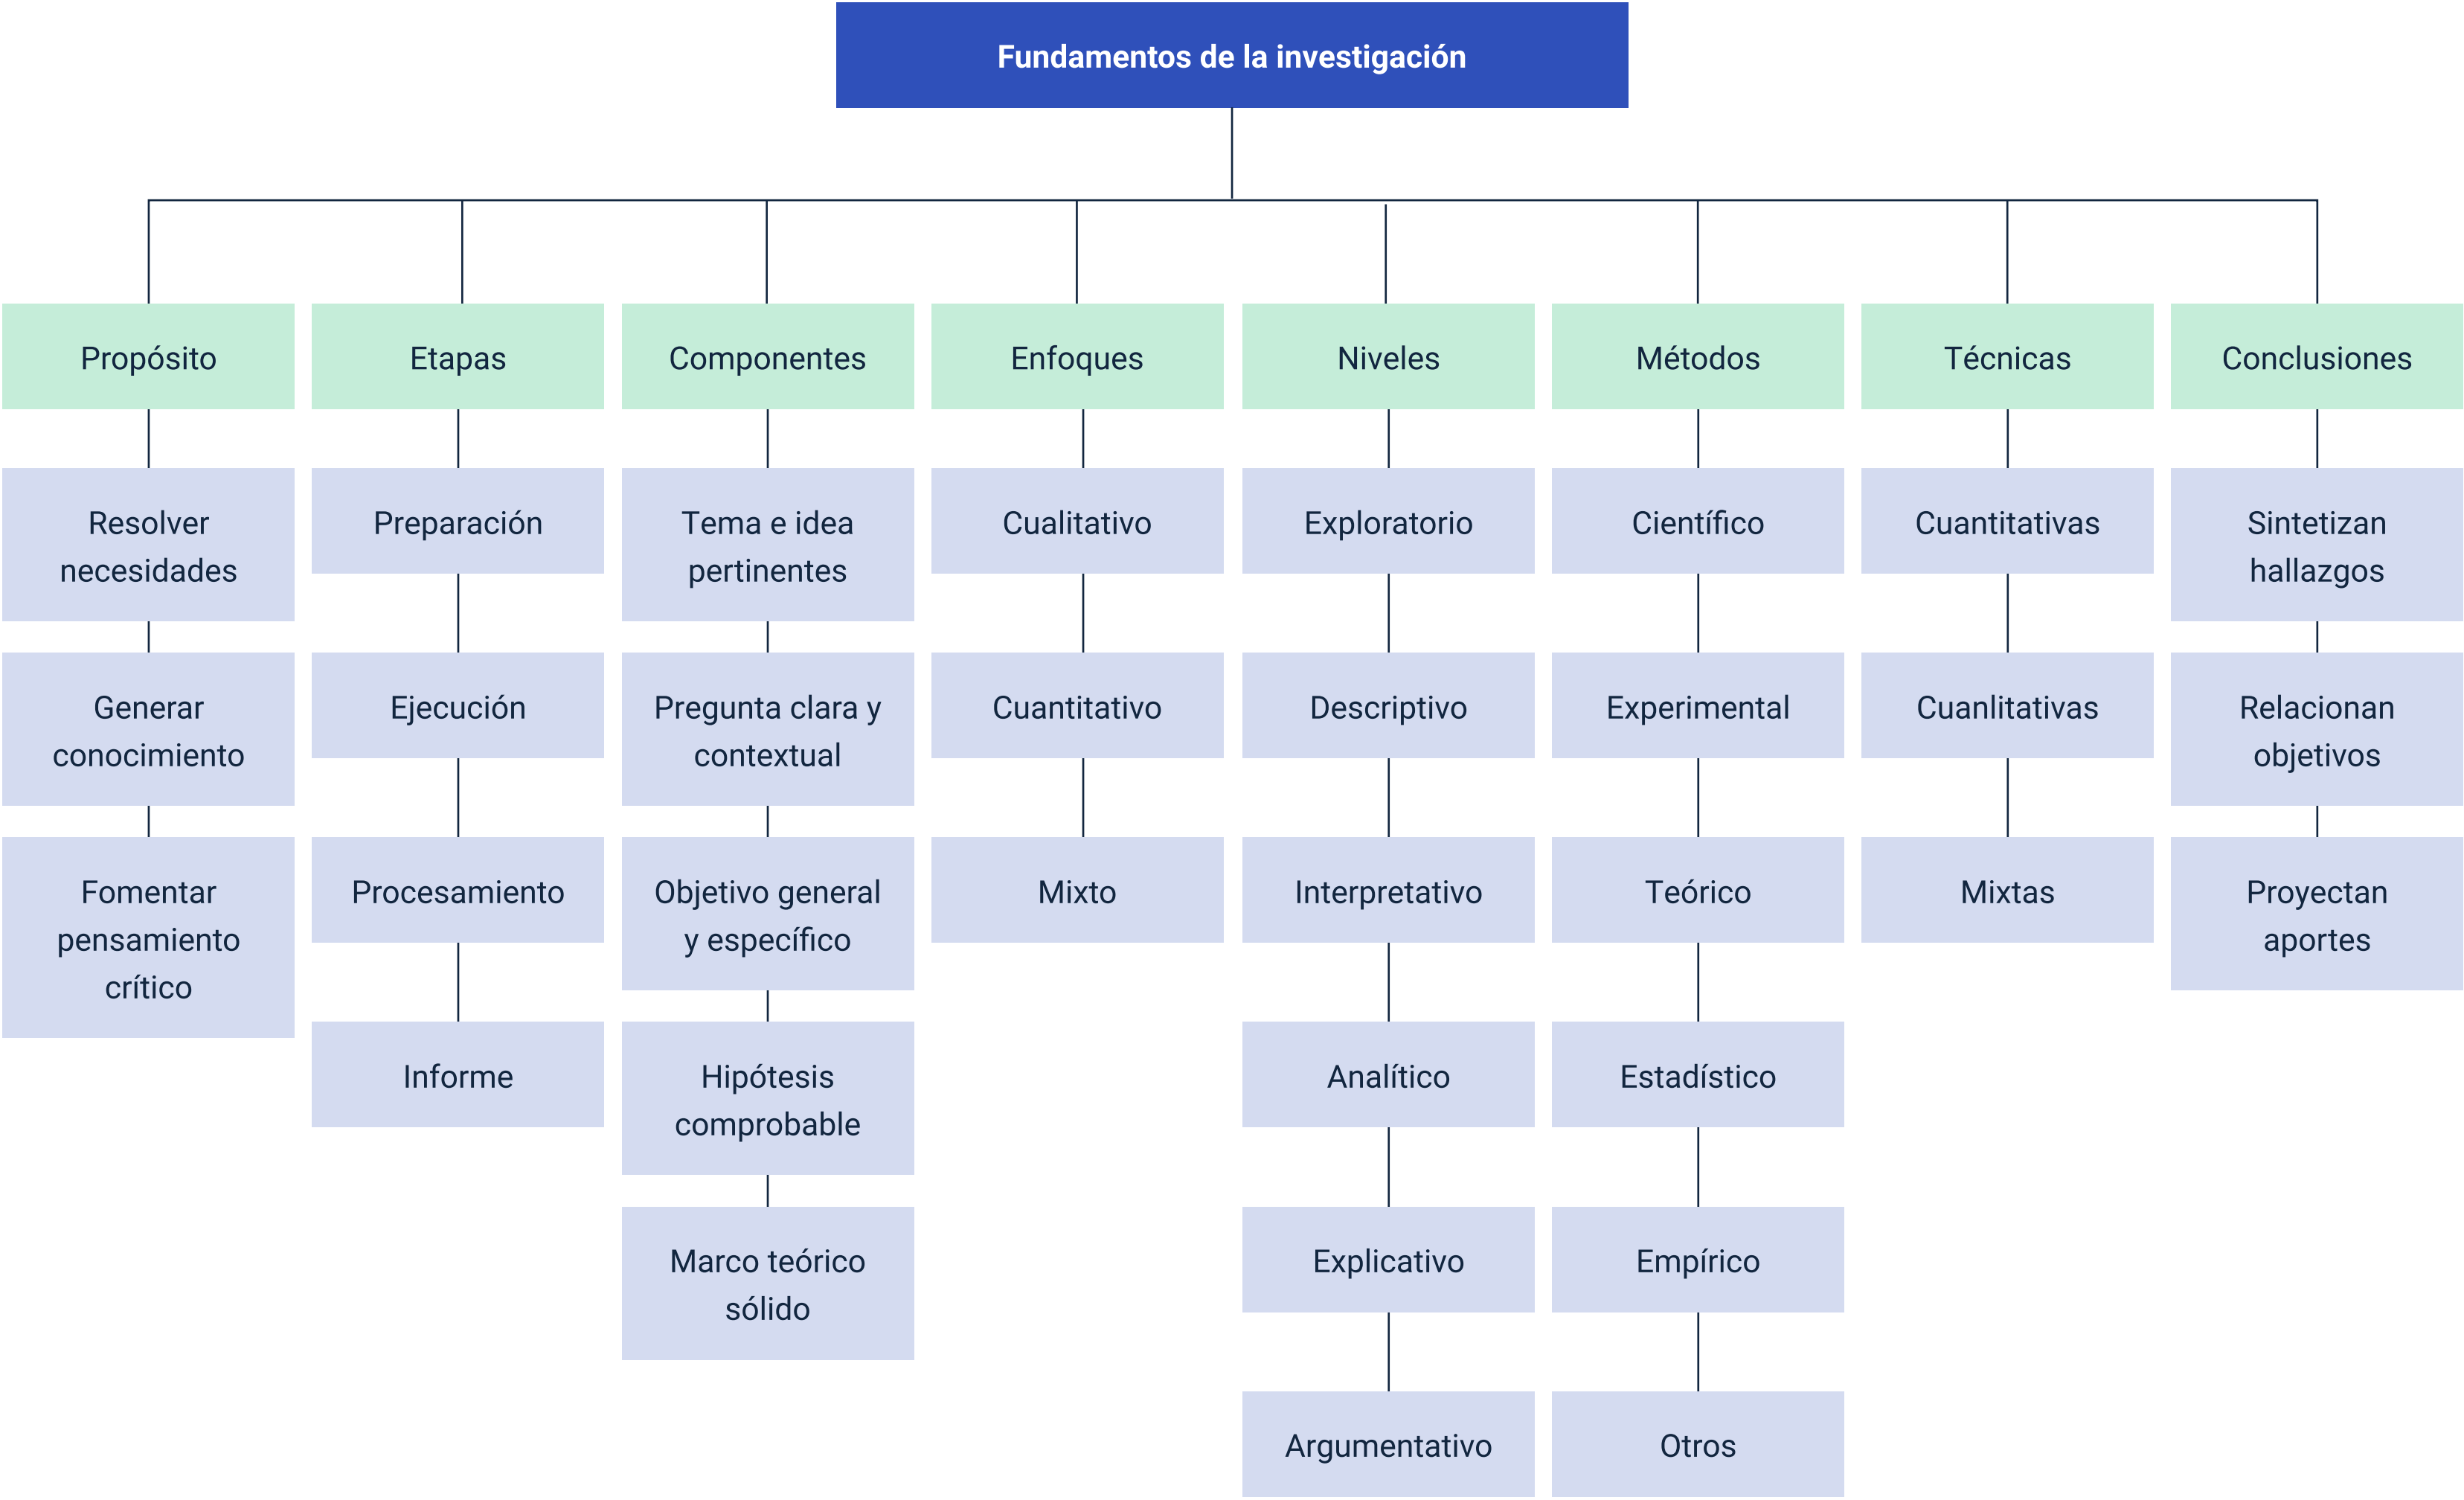 Fundamentos de la investigación
Propósito
Resolver
necesidades
Generar
conocimiento
Fomentar
pensamiento
crítico
Etapas
Preparación
Ejecución
Procesamiento
Informe
Componentes
Tema e idea
pertinentes
Pregunta clara y
contextual
Objetivo general
y específico
Hipótesis
comprobable
Marco teórico
sólido
Enfoques
Cualitativo
Cuantitativo
Mixto
Niveles
Exploratorio
Descriptivo
Interpretativo
Analítico
Explicativo
Argumentativo
Métodos
Científico
Experimental
Teórico
Estadístico
Empírico
Otros
Técnicas
Cuantitativas
Cuanlitativas
Mixtas
Conclusiones
Sintetizan
hallazgos
Relacionan
objetivos
Proyectan
aportes